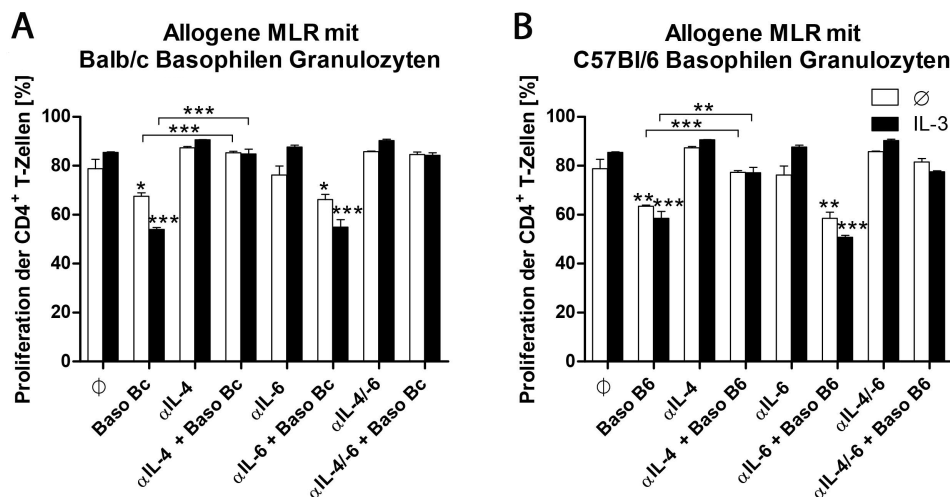 A
Allogene MLR mit
Balb/c Basophilen Granulozyten
Proliferation der CD4⁺ T-Zellen [%]
100
80
60
40
20
0
***
***
*
***
*
***
∅
Baso Bc
αIL-4
αIL-4 + Baso Bc
αIL-6
αIL-6 + Baso Bc
αIL-4/-6
αIL-4/-6 + Baso Bc
B
Allogene MLR mit
C57Bl/6 Basophilen Granulozyten
Proliferation der CD4⁺ T-Zellen [%]
100
80
60
40
20
0
∅
IL-3
**
***
**
***
**
***
∅
Baso B6
αIL-4
αIL-4 + Baso B6
αIL-6
αIL-6 + Baso B6
αIL-4/-6
αIL-4/-6 + Baso B6